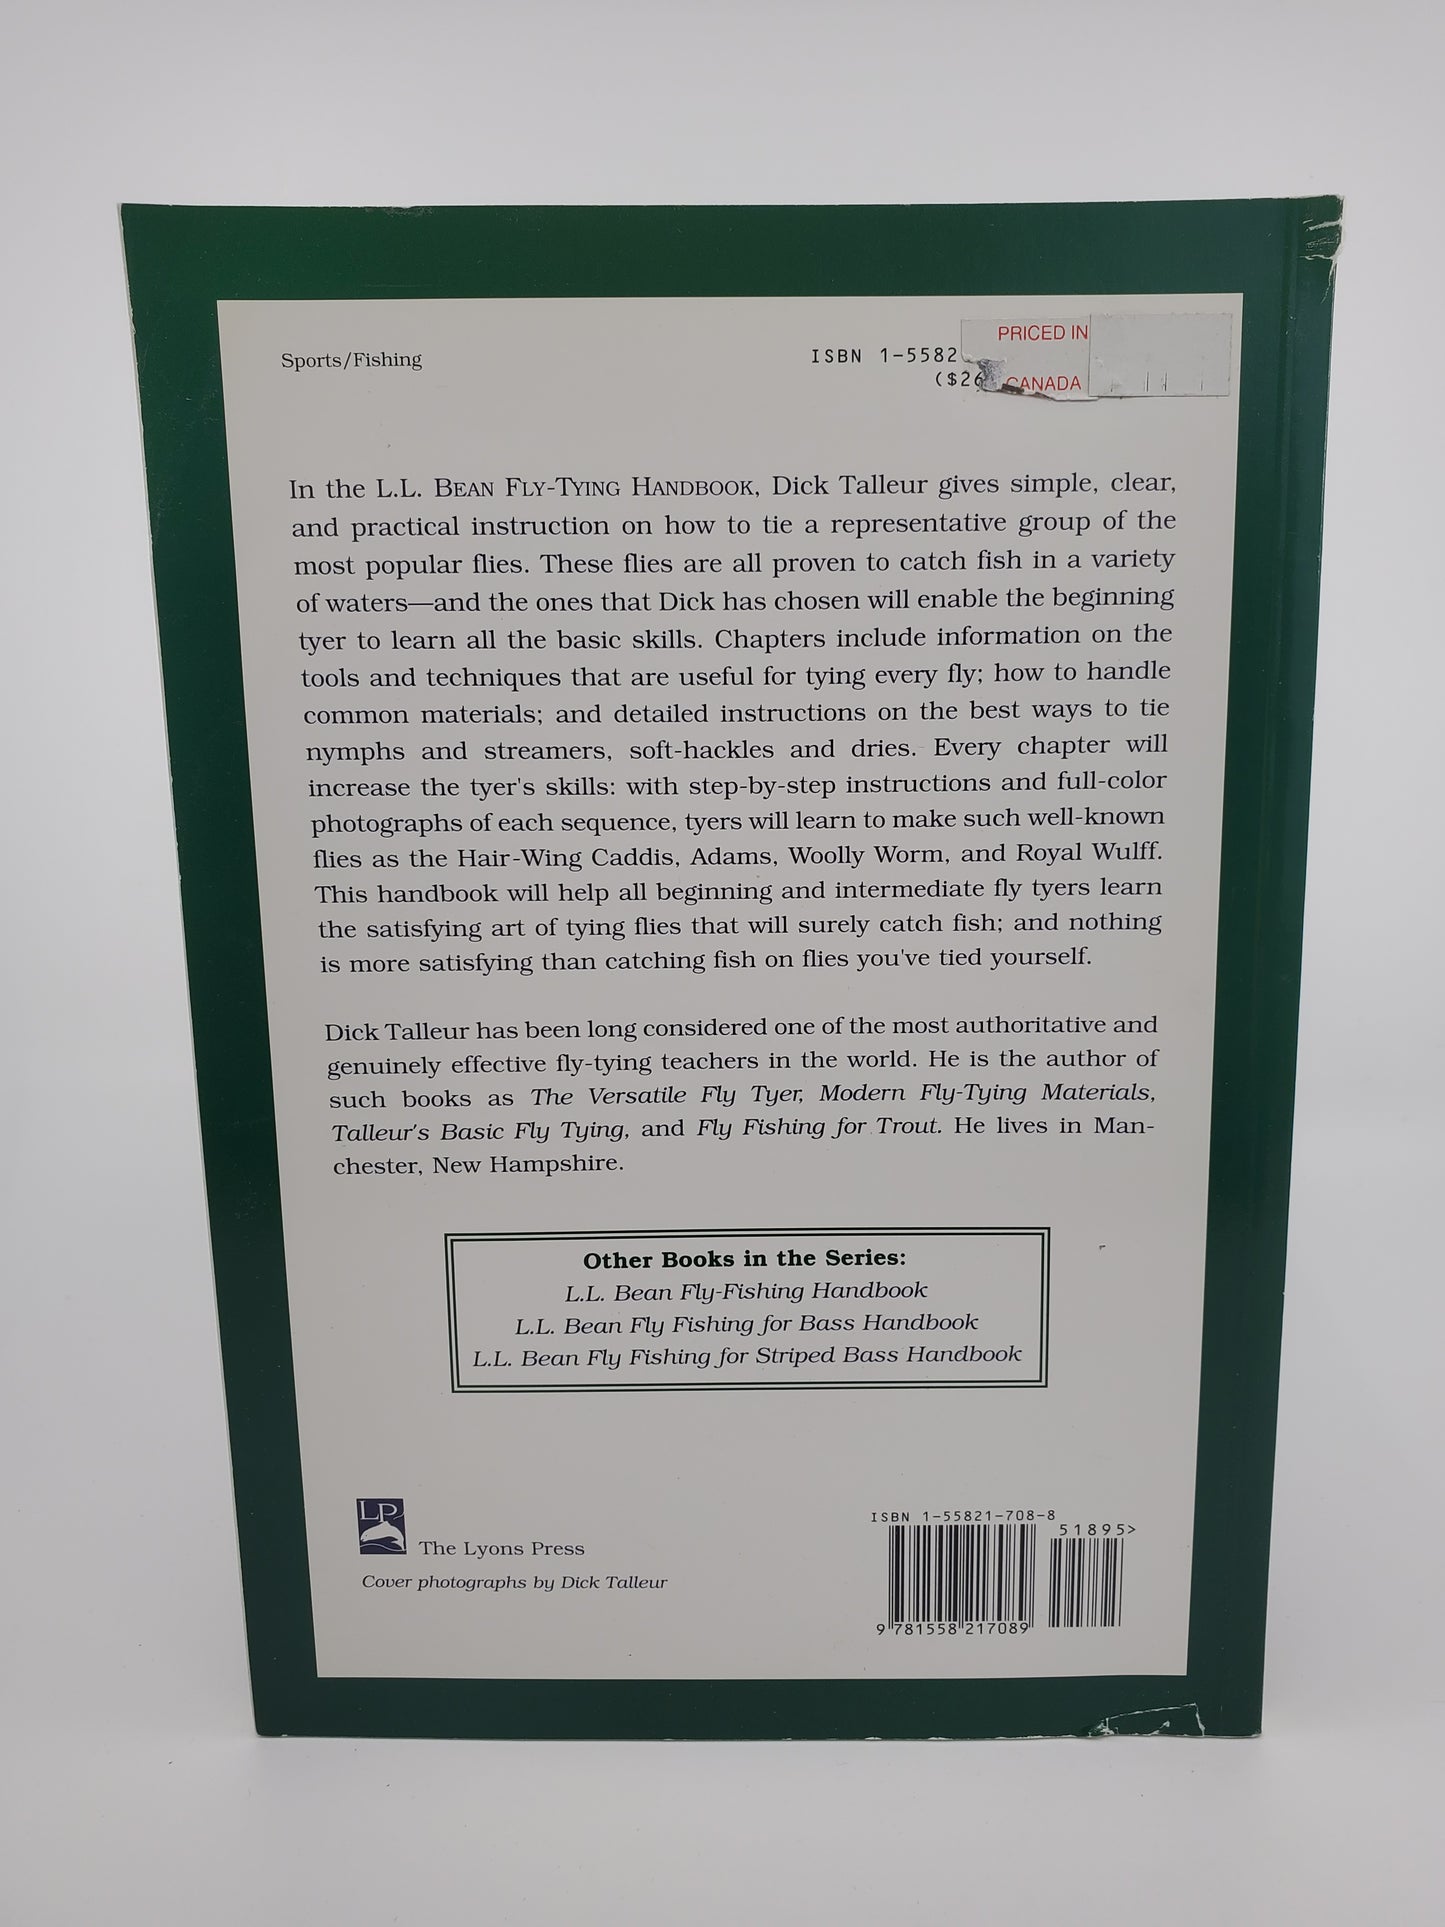 Sports/Fishing
ISBN 1-5582
PRICED IN
($26
CANADA
In the L.L. BEAN FLY-TYING HANDBOOK, Dick Talleur gives simple, clear,
and practical instruction on how to tie a representative group of the
most popular flies. These flies are all proven to catch fish in a variety
of waters—and the ones that Dick has chosen will enable the beginning
tyer to learn all the basic skills. Chapters include information on the
tools and techniques that are useful for tying every fly; how to handle
common materials; and detailed instructions on the best ways to tie
nymphs and streamers, soft-hackles and dries. Every chapter will
increase the tyer's skills: with step-by-step instructions and full-color
photographs of each sequence, tyers will learn to make such well-known
flies as the Hair-Wing Caddis, Adams, Woolly Worm, and Royal Wulff.
This handbook will help all beginning and intermediate fly tyers learn
the satisfying art of tying flies that will surely catch fish; and nothing
is more satisfying than catching fish on flies you've tied yourself.
Dick Talleur has been long considered one of the most authoritative and
genuinely effective fly-tying teachers in the world. He is the author of
such books as The Versatile Fly Tyer, Modern Fly-Tying Materials,
Talleur's Basic Fly Tying, and Fly Fishing for Trout. He lives in Man-
chester, New Hampshire.
Other Books in the Series:
L.L. Bean Fly-Fishing Handbook
L.L. Bean Fly Fishing for Bass Handbook
L.L. Bean Fly Fishing for Striped Bass Handbook
LP
The Lyons Press
Cover photographs by Dick Talleur
ISBN 1-55821-708-8
51895>
9 781558 217089